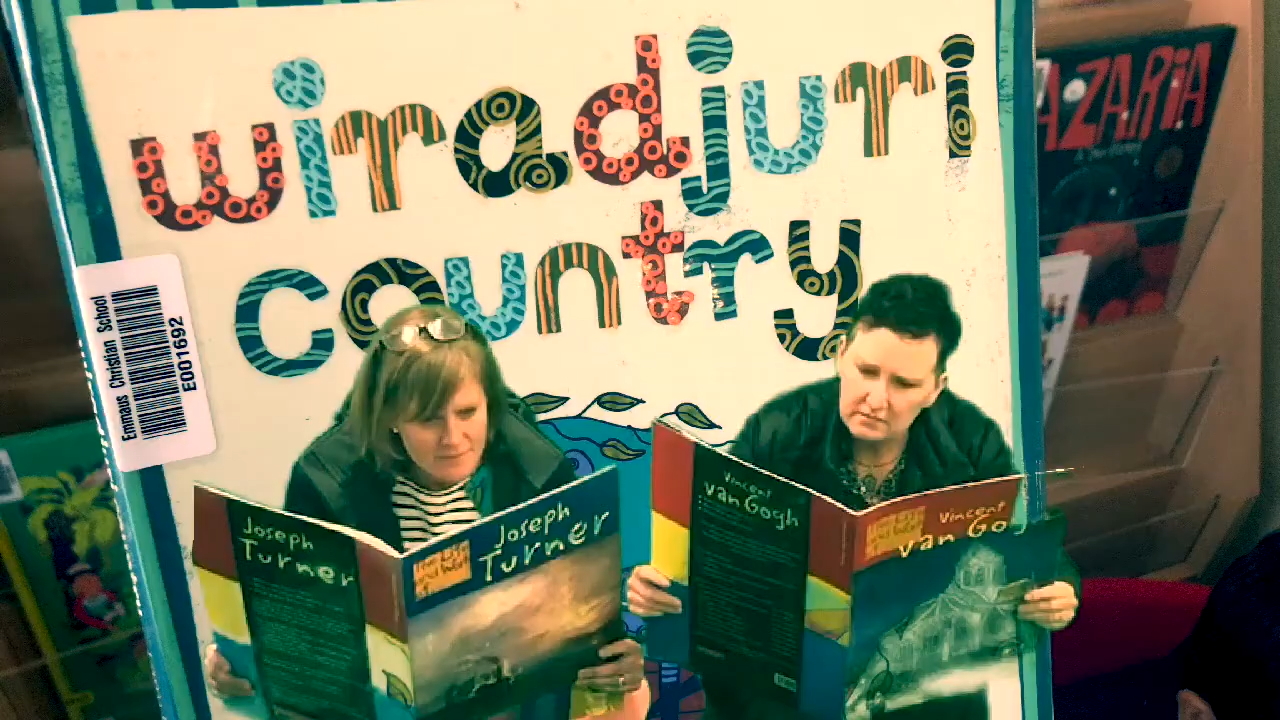 wiradjuri
country
AZARIA
Emmaus Christian School
E001692
Joseph
Turner
Joseph
Turner
Vincent
van Gogh
Vincent
van Go